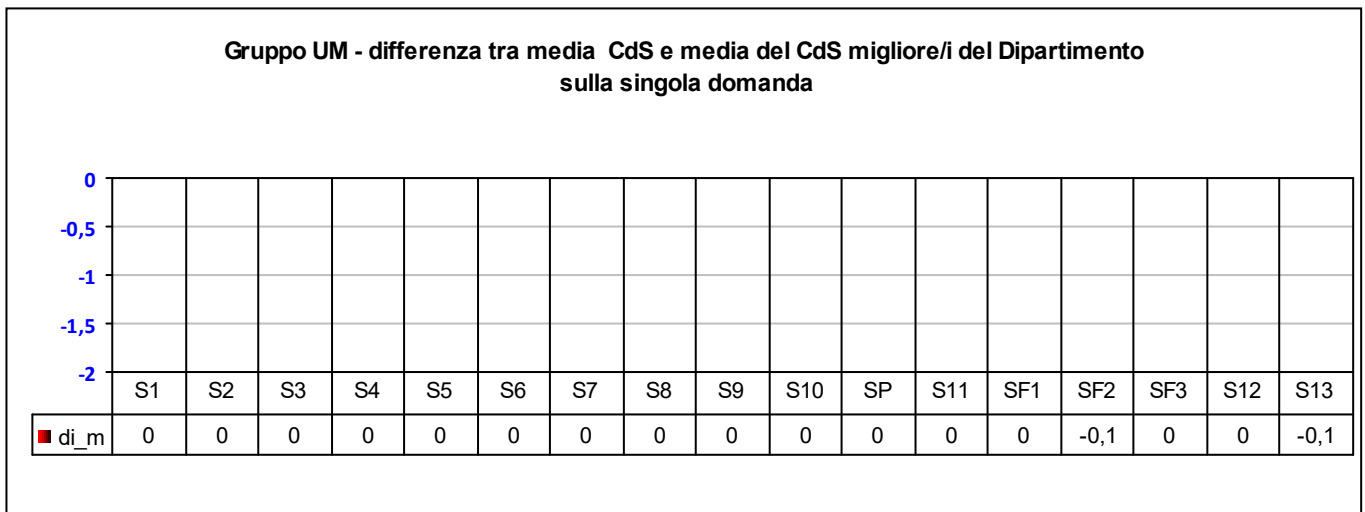 Gruppo UM - differenza tra media CdS e media del CdS migliore/i del Dipartimento
sulla singola domanda
0
-0,5
-1
-1,5
-2
S1 S2 S3 S4 S5 S6 S7 S8 S9 S10 SP S11 SF1 SF2 SF3 S12 S13
di_m 0 0 0 0 0 0 0 0 0 0 0 0 0 -0,1 0 0 -0,1